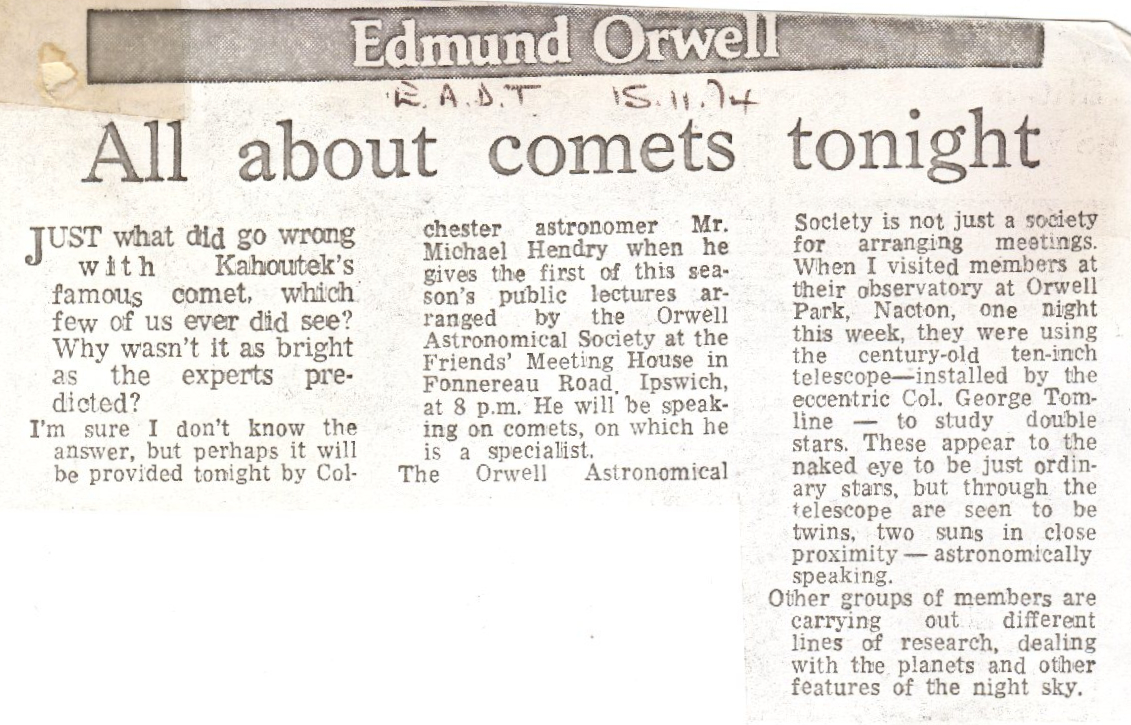 Edmund Orwell
E.A.D.T 15.11.74
All about comets tonight
JUST what did go wrong
with Kahoutek's
famous comet, which
few of us ever did see?
Why wasn't it as bright
as the experts pre-
dicted?
I'm sure I don't know the
answer, but perhaps it will
be provided tonight by Col-
chester astronomer Mr.
Michael Hendry when he
gives the first of this sea-
son's public lectures ar-
ranged by the Orwell
Astronomical Society at the
Friends' Meeting House in
Fonnereau Road, Ipswich,
at 8 p.m. He will be speak-
ing on comets, on which he
is a specialist.
The Orwell Astronomical
Society is not just a society
for arranging meetings.
When I visited members at
their observatory at Orwell
Park, Nacton, one night
this week, they were using
the century-old ten-inch
telescope—installed by the
eccentric Col. George Tom-
line — to study double
stars. These appear to the
naked eye to be just ordin-
ary stars, but through the
telescope are seen to be
twins, two suns in close
proximity — astronomically
speaking.
Other groups of members are
carrying out different
lines of research, dealing
with the planets and other
features of the night sky.